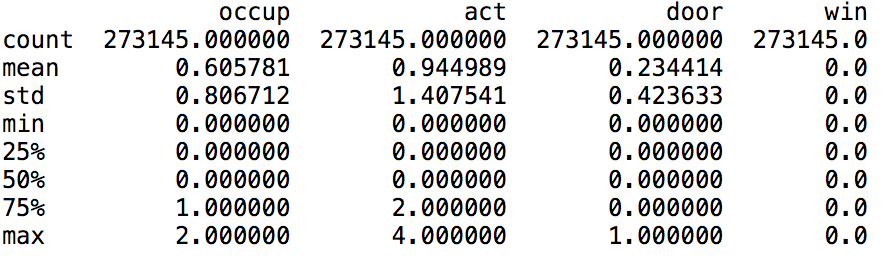 occup            act           door       win
count  273145.000000  273145.000000  273145.000000  273145.0
mean        0.605781       0.944989       0.234414       0.0
std         0.806712       1.407541       0.423633       0.0
min         0.000000       0.000000       0.000000       0.0
25%         0.000000       0.000000       0.000000       0.0
50%         0.000000       0.000000       0.000000       0.0
75%         1.000000       2.000000       0.000000       0.0
max         2.000000       4.000000       1.000000       0.0